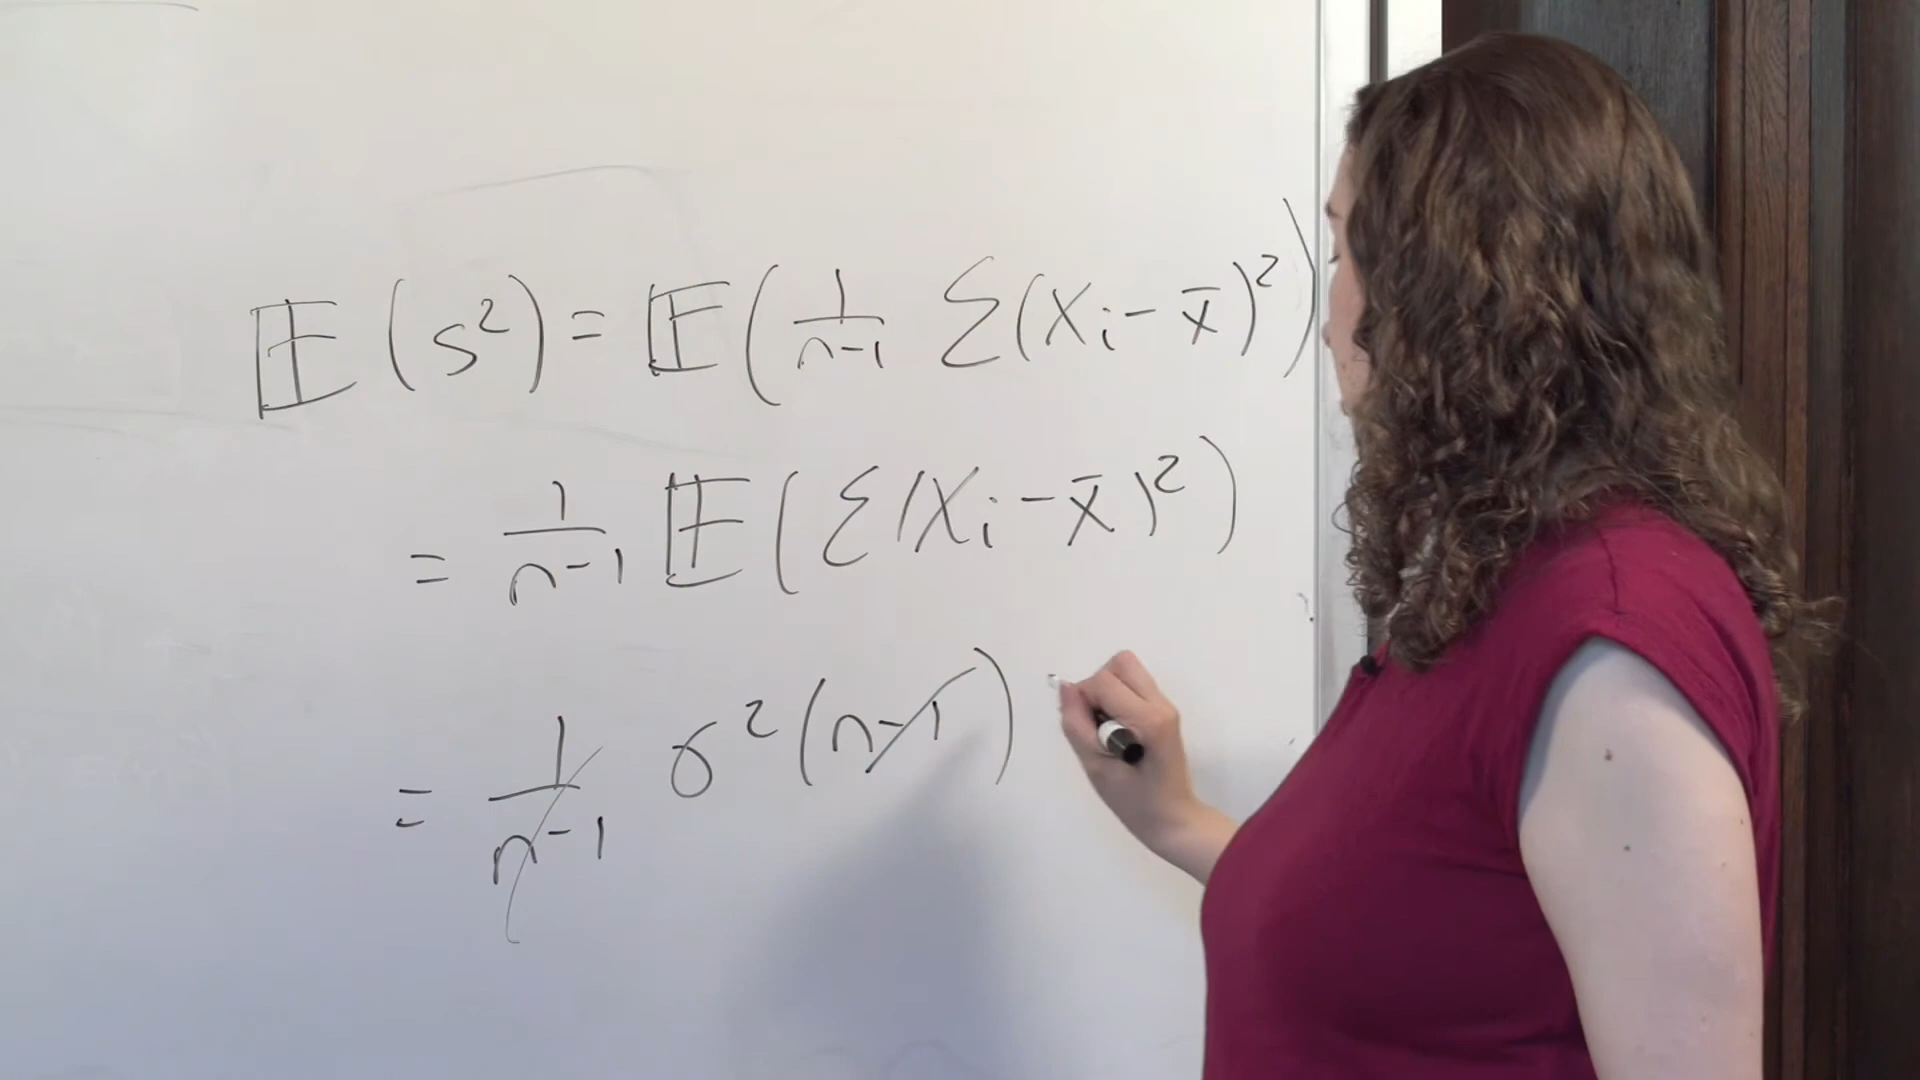 𝔼(s²) = 𝔼(1/(n-1) Σ(Xᵢ - x̄)²)
= 1/(n-1) 𝔼(Σ(Xᵢ - x̄)²)
= 1/(n-1) σ²(n-1)